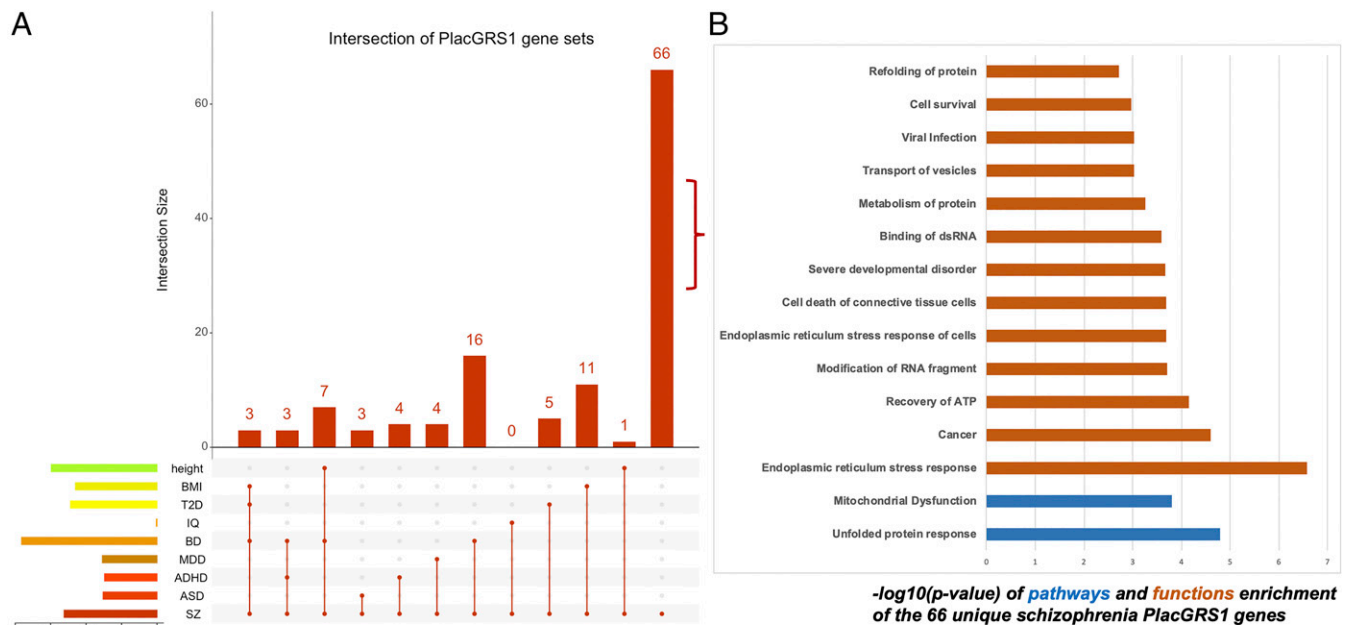 A
Intersection of PlacGRS1 gene sets
Intersection Size
60
40
20
0
3
3
7
3
4
4
16
0
5
11
1
66
height
BMI
T2D
IQ
BD
MDD
ADHD
ASD
SZ
B
Refolding of protein
Cell survival
Viral Infection
Transport of vesicles
Metabolism of protein
Binding of dsRNA
Severe developmental disorder
Cell death of connective tissue cells
Endoplasmic reticulum stress response of cells
Modification of RNA fragment
Recovery of ATP
Cancer
Endoplasmic reticulum stress response
Mitochondrial Dysfunction
Unfolded protein response
0 1 2 3 4 5 6 7
-log10(p-value) of pathways and functions enrichment
of the 66 unique schizophrenia PlacGRS1 genes